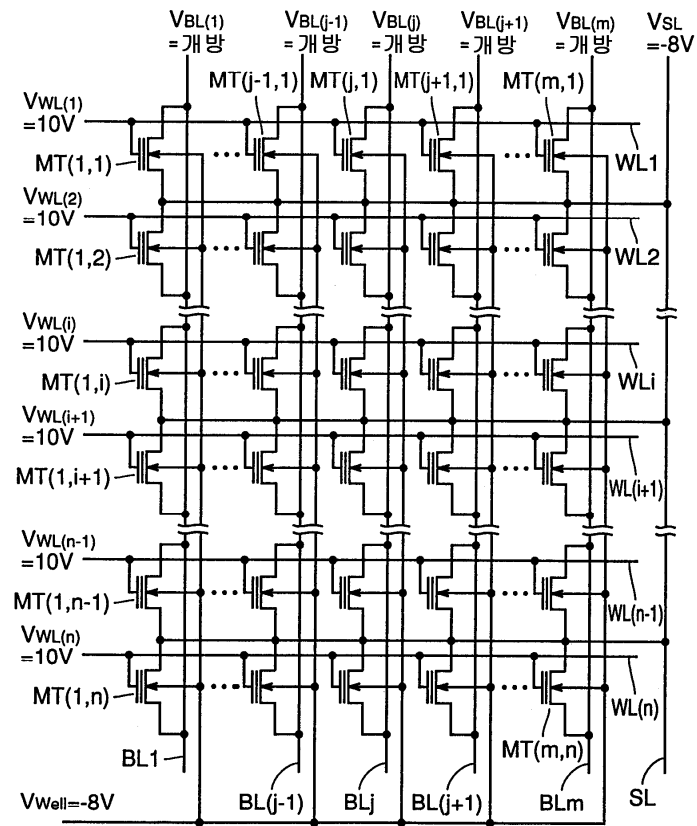 VBL(1) VBL(j-1) VBL(j) VBL(j+1) VBL(m) VSL
=개방 =개방 =개방 =개방 =개방 =-8V
MT(j-1,1) MT(j,1) MT(j+1,1) MT(m,1)
VWL(1)
=10V
MT(1,1) WL1
VWL(2)
=10V
MT(1,2) WL2
VWL(i)
=10V
MT(1,i) WLi
VWL(i+1)
=10V
MT(1,i+1) WL(i+1)
VWL(n-1)
=10V
MT(1,n-1) WL(n-1)
VWL(n)
=10V
MT(1,n) WL(n)
MT(m,n)
BL1 BL(j-1) BLj BL(j+1) BLm SL
VWell=-8V